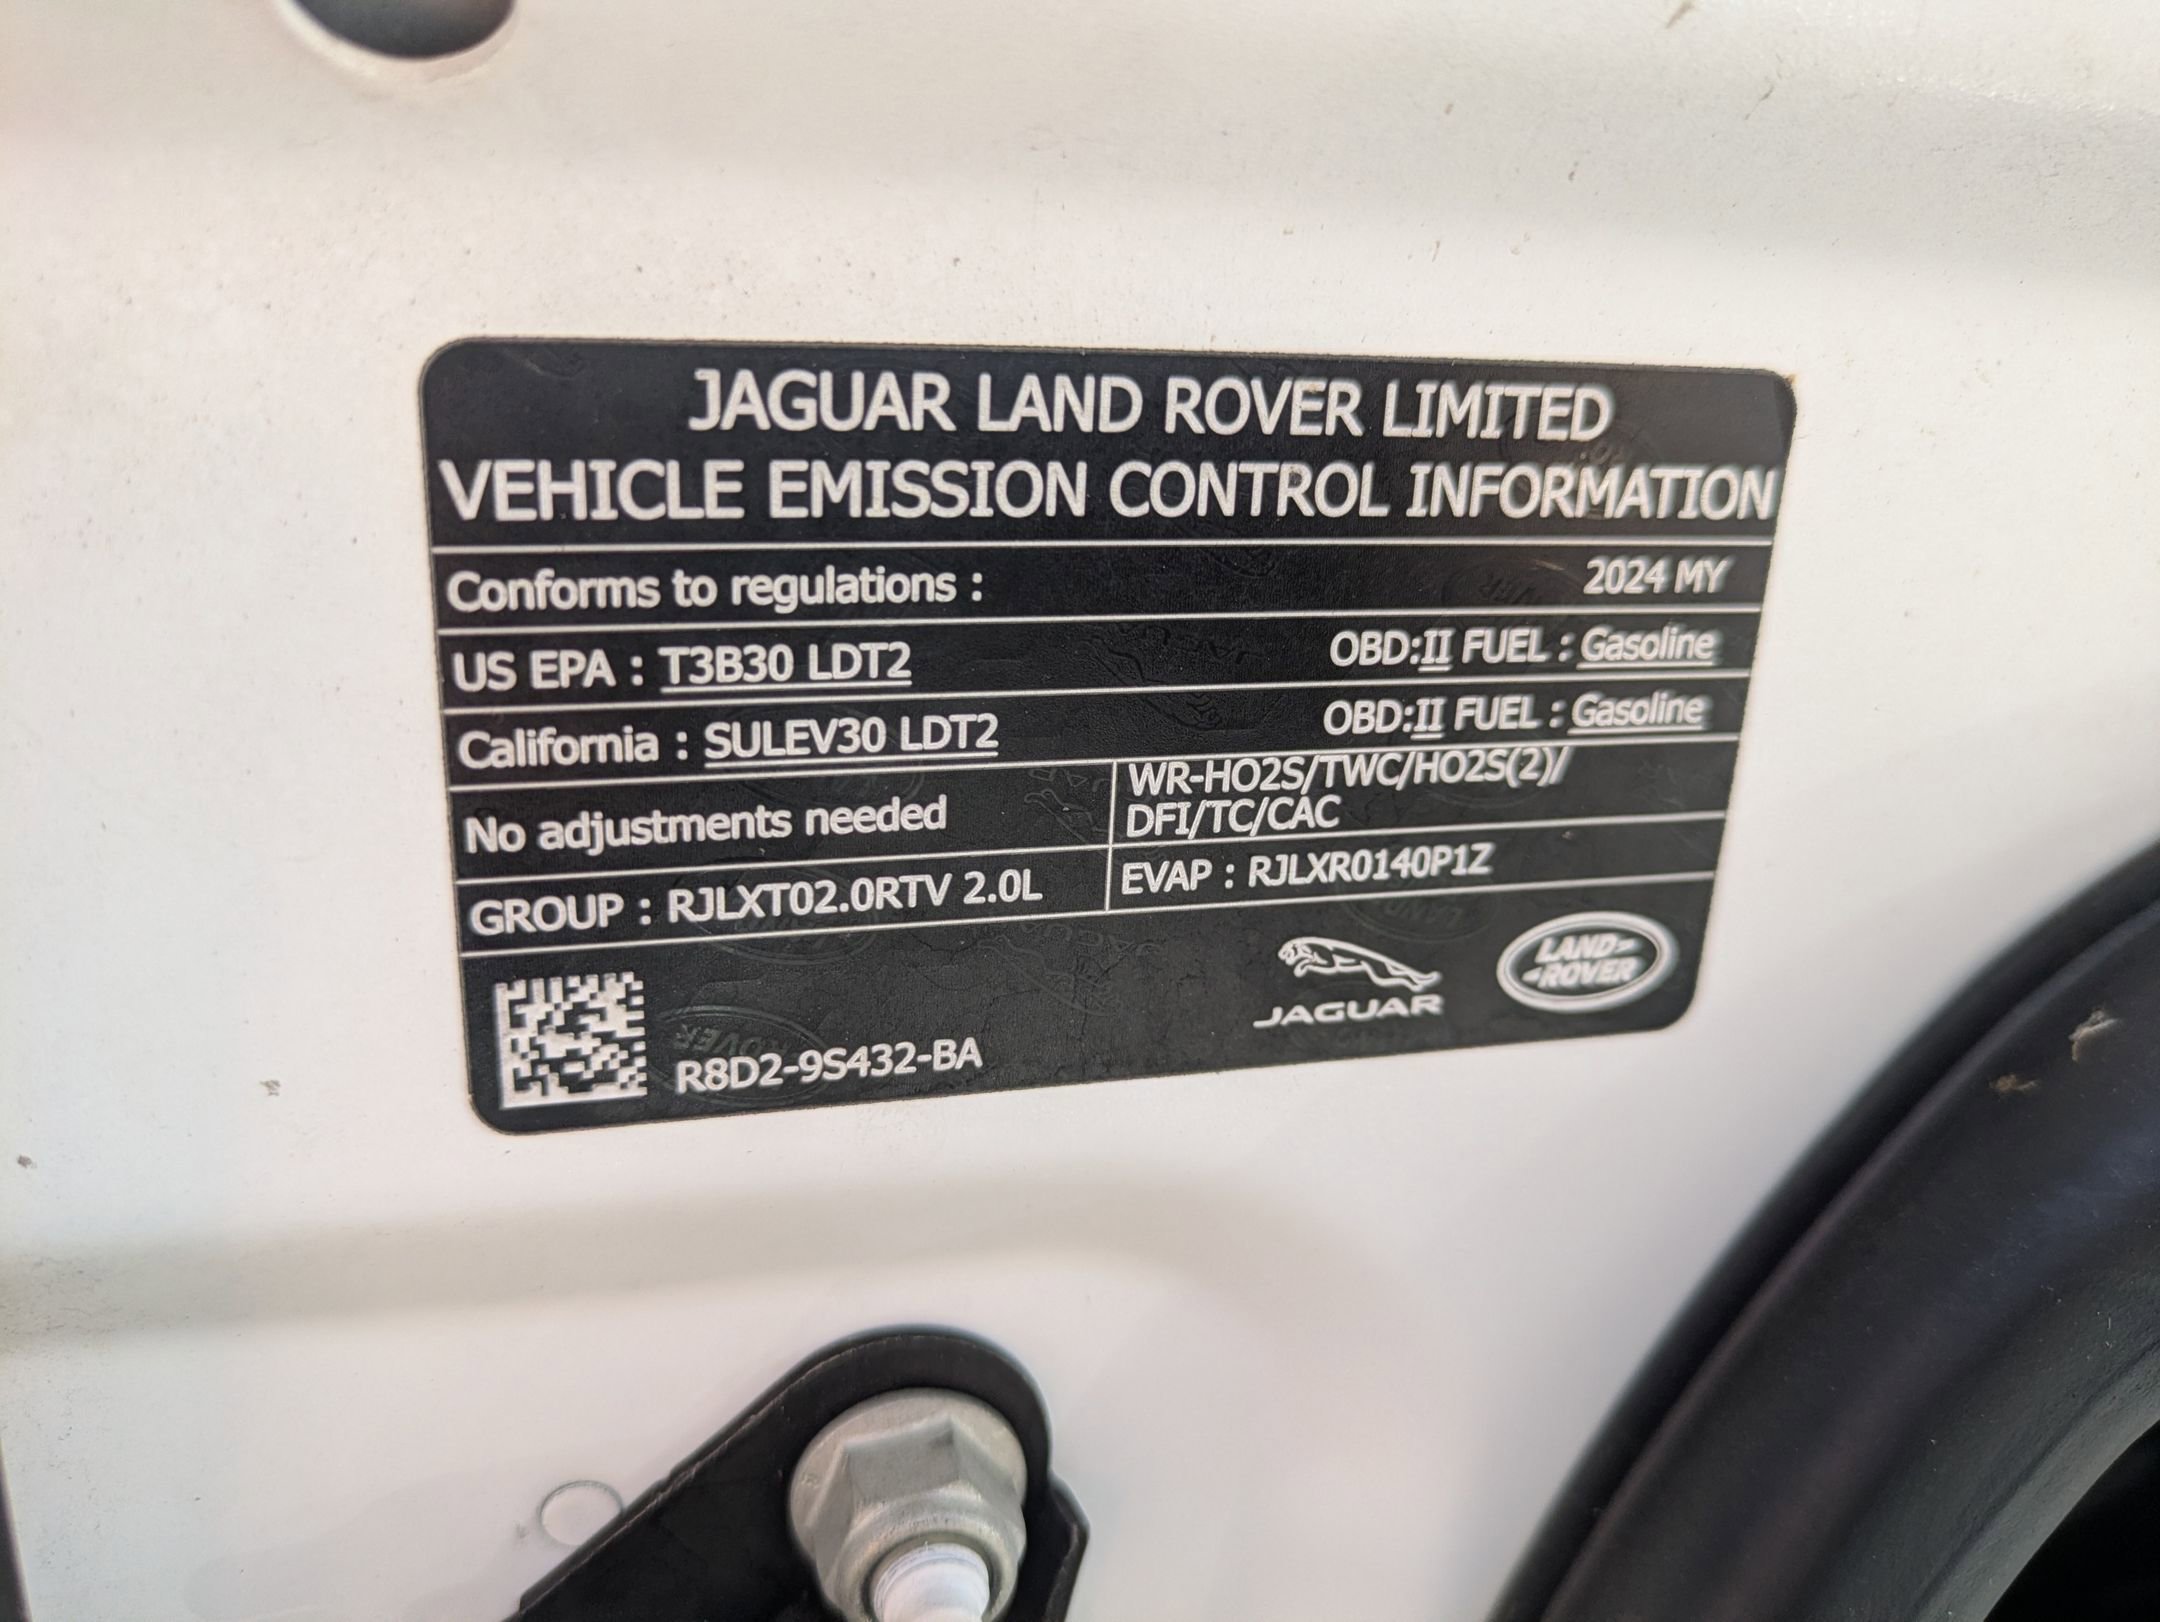 JAGUAR LAND ROVER LIMITED
VEHICLE EMISSION CONTROL INFORMATION
Conforms to regulations : 2024 MY
US EPA : T3B30 LDT2 OBD:II FUEL : Gasoline
California : SULEV30 LDT2 OBD:II FUEL : Gasoline
No adjustments needed
WR-HO2S/TWC/HO2S(2)/
DFI/TC/CAC
GROUP : RJLXT02.0RTV 2.0L
EVAP : RJLXR0140P1Z
R8D2-9S432-BA
JAGUAR
LAND-
-ROVER